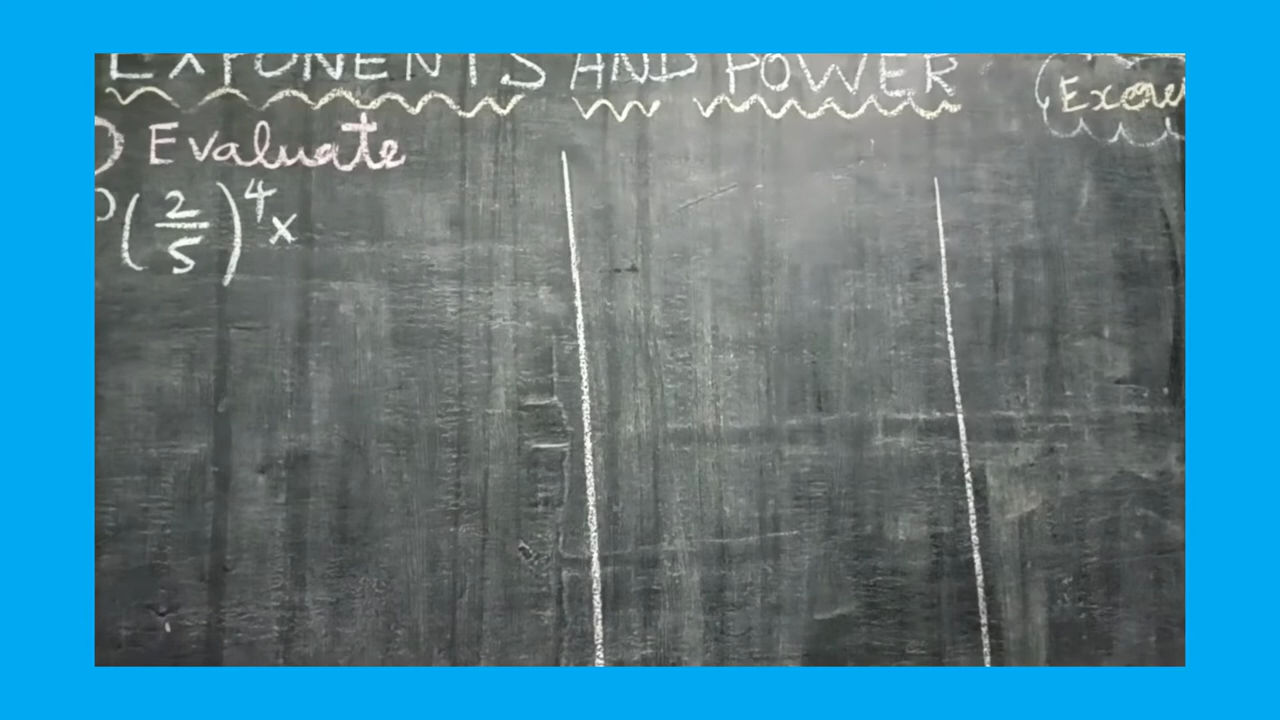 EXPONENTS AND POWER
) Evaluate
) (2/5)^4 x